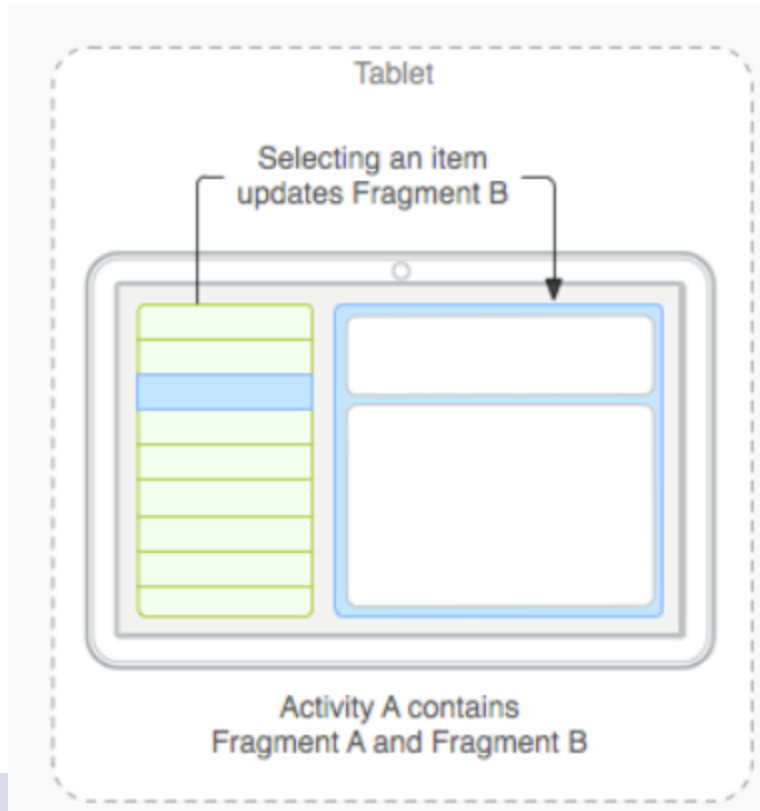 Tablet
Selecting an item
updates Fragment B
Activity A contains
Fragment A and Fragment B